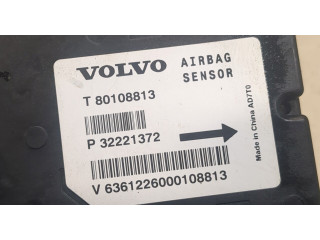 VOLVO AIRBAG
SENSOR
T 80108813
P 32221372
V 6361226000108813
Made in China AD7T0